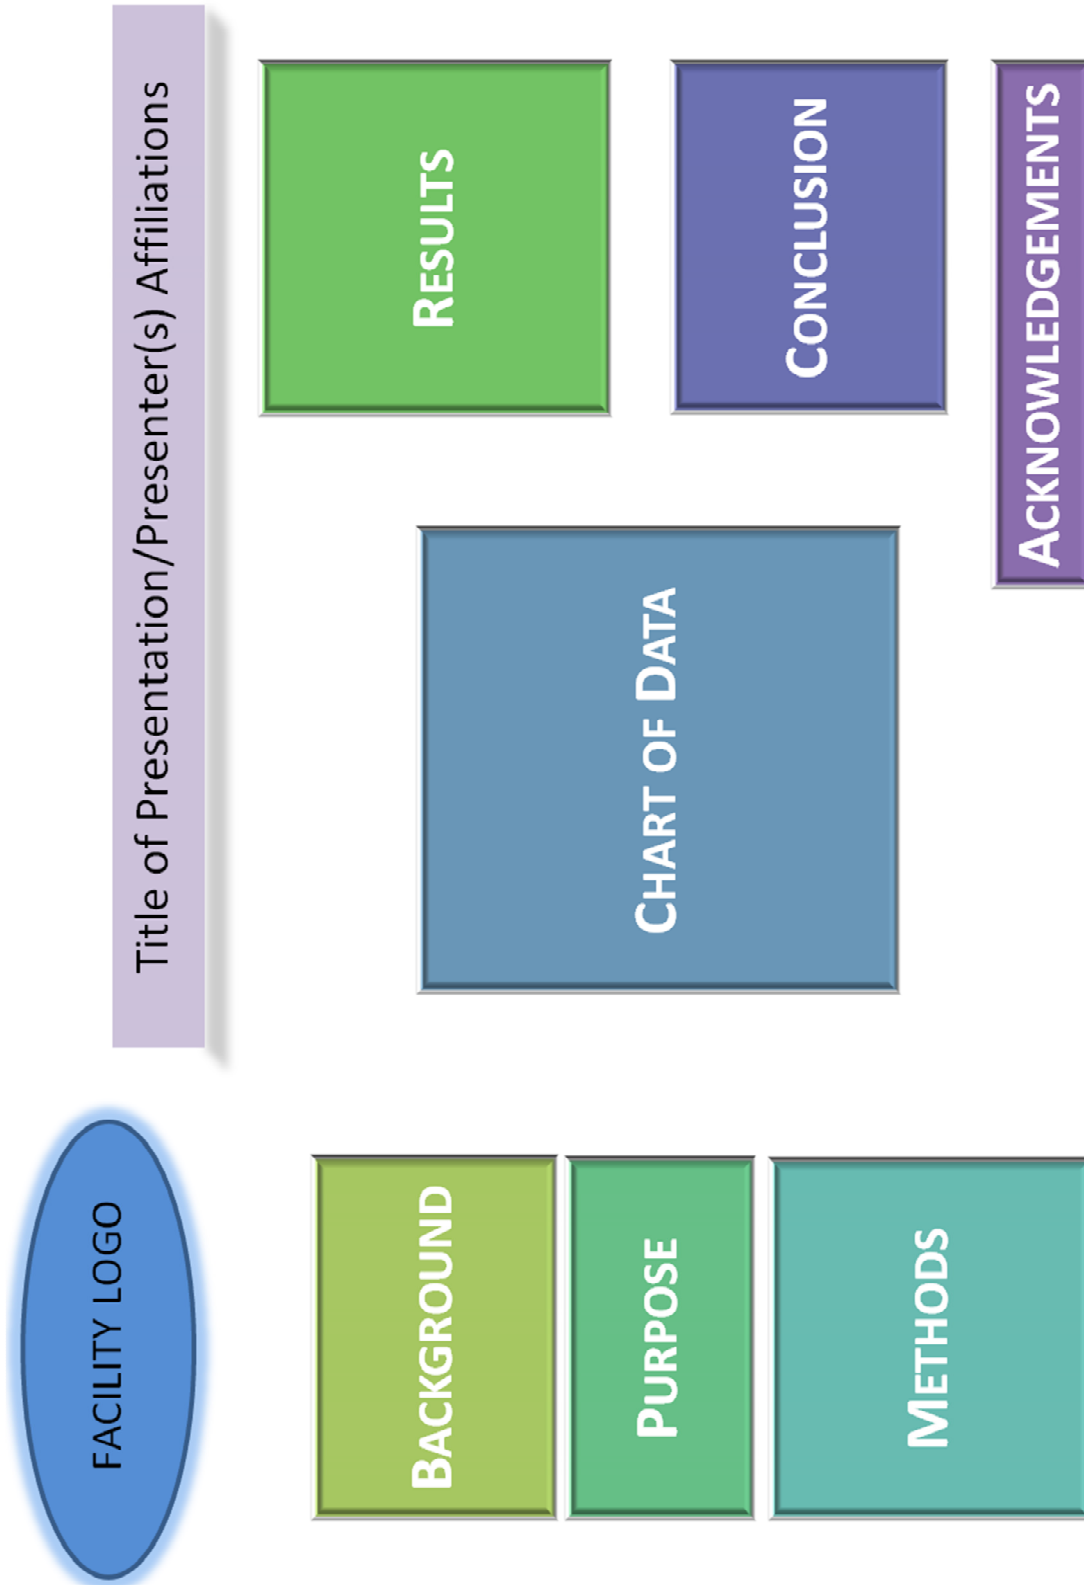 FACILITY LOGO
Title of Presentation/Presenter(s) Affiliations
BACKGROUND
PURPOSE
METHODS
CHART OF DATA
RESULTS
CONCLUSION
ACKNOWLEDGEMENTS